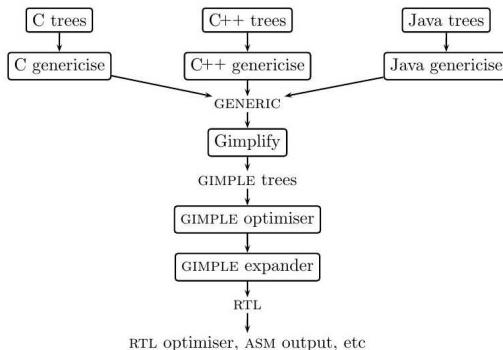 C trees C++ trees Java trees
C genericise C++ genericise Java genericise
GENERIC
Gimplify
GIMPLE trees
GIMPLE optimiser
GIMPLE expander
RTL
RTL optimiser, ASM output, etc